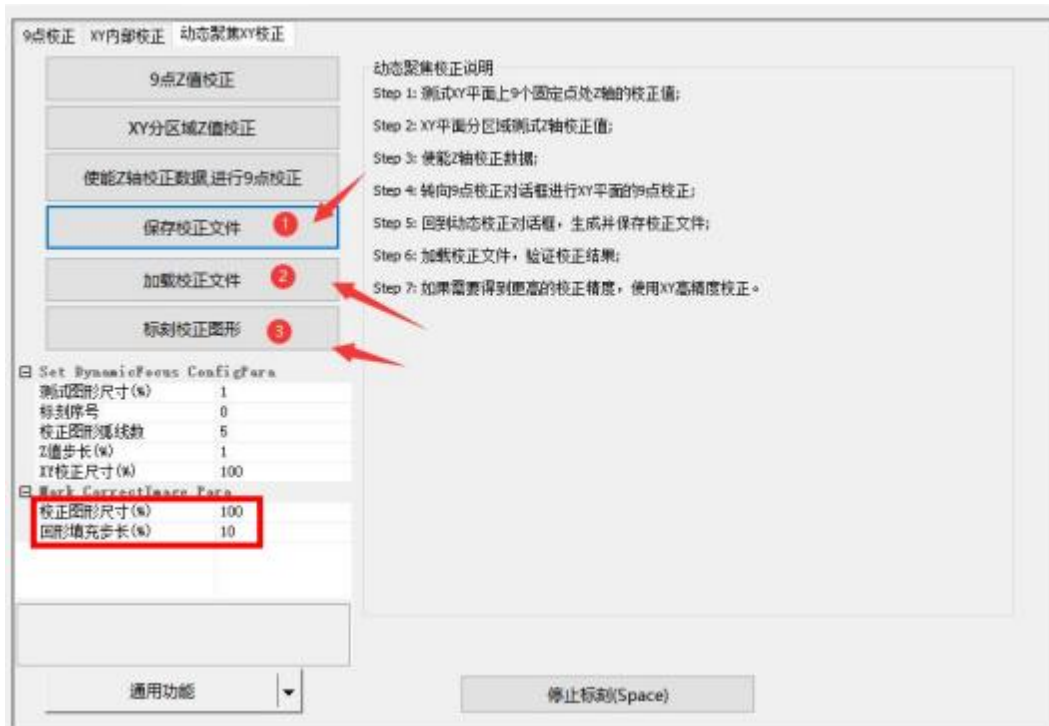 9点校正 XY内部校正 动态聚焦XY校正
9点Z值校正
XY分区域Z值校正
使能Z轴校正数据,进行9点校正
保存校正文件 1
加载校正文件 2
标刻校正图形 3
Set DynamicFocus ConfigPara
测试图形尺寸(%) 1
标刻序号 0
校正图形弧线数 5
Z值步长(%) 1
XY校正尺寸(%) 100
Mark CorrectImage Para
校正图形尺寸(%) 100
回形填充步长(%) 10
通用功能
动态聚焦校正说明
Step 1: 测试XY平面上9个固定点处Z轴的校正值;
Step 2: XY平面分区域测试Z轴校正值;
Step 3: 使能Z轴校正数据;
Step 4: 转向9点校正对话框进行XY平面的9点校正;
Step 5: 回到动态校正对话框，生成并保存校正文件;
Step 6: 加载校正文件，验证校正结果;
Step 7: 如果需要得到更高的校正精度，使用XY高精度校正。
停止标刻(Space)